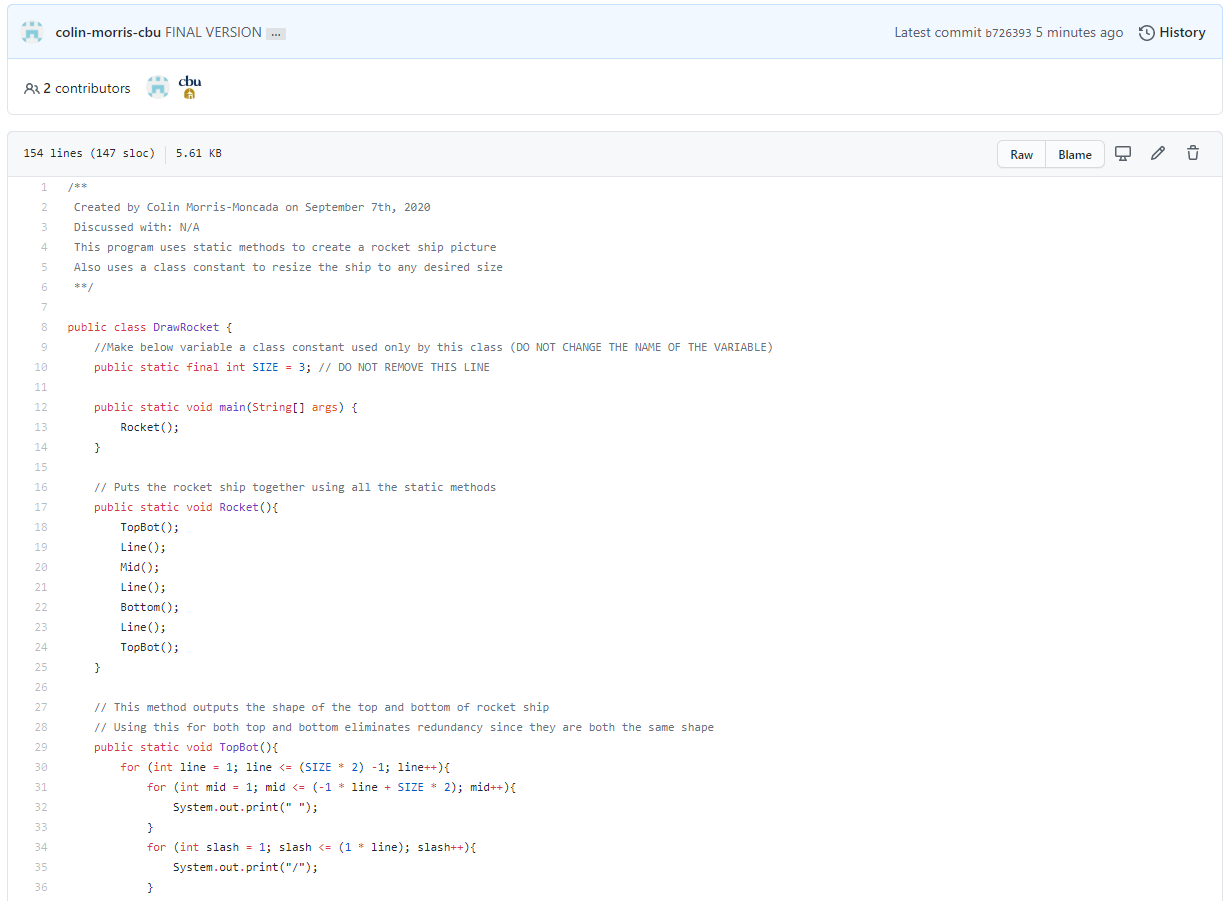 colin-morris-cbu FINAL VERSION ...
Latest commit b726393 5 minutes ago History
2 contributors cbu
154 lines (147 sloc) 5.61 KB
Raw Blame
1 /**
2  Created by Colin Morris-Moncada on September 7th, 2020
3  Discussed with: N/A
4  This program uses static methods to create a rocket ship picture
5  Also uses a class constant to resize the ship to any desired size
6  **/
7
8 public class DrawRocket {
9     //Make below variable a class constant used only by this class (DO NOT CHANGE THE NAME OF THE VARIABLE)
10     public static final int SIZE = 3; // DO NOT REMOVE THIS LINE
11
12     public static void main(String[] args) {
13         Rocket();
14     }
15
16     // Puts the rocket ship together using all the static methods
17     public static void Rocket(){
18         TopBot();
19         Line();
20         Mid();
21         Line();
22         Bottom();
23         Line();
24         TopBot();
25     }
26
27     // This method outputs the shape of the top and bottom of rocket ship
28     // Using this for both top and bottom eliminates redundancy since they are both the same shape
29     public static void TopBot(){
30         for (int line = 1; line <= (SIZE * 2) -1; line++){
31             for (int mid = 1; mid <= (-1 * line + SIZE * 2); mid++){
32                 System.out.print(" ");
33             }
34             for (int slash = 1; slash <= (1 * line); slash++){
35                 System.out.print("/");
36             }